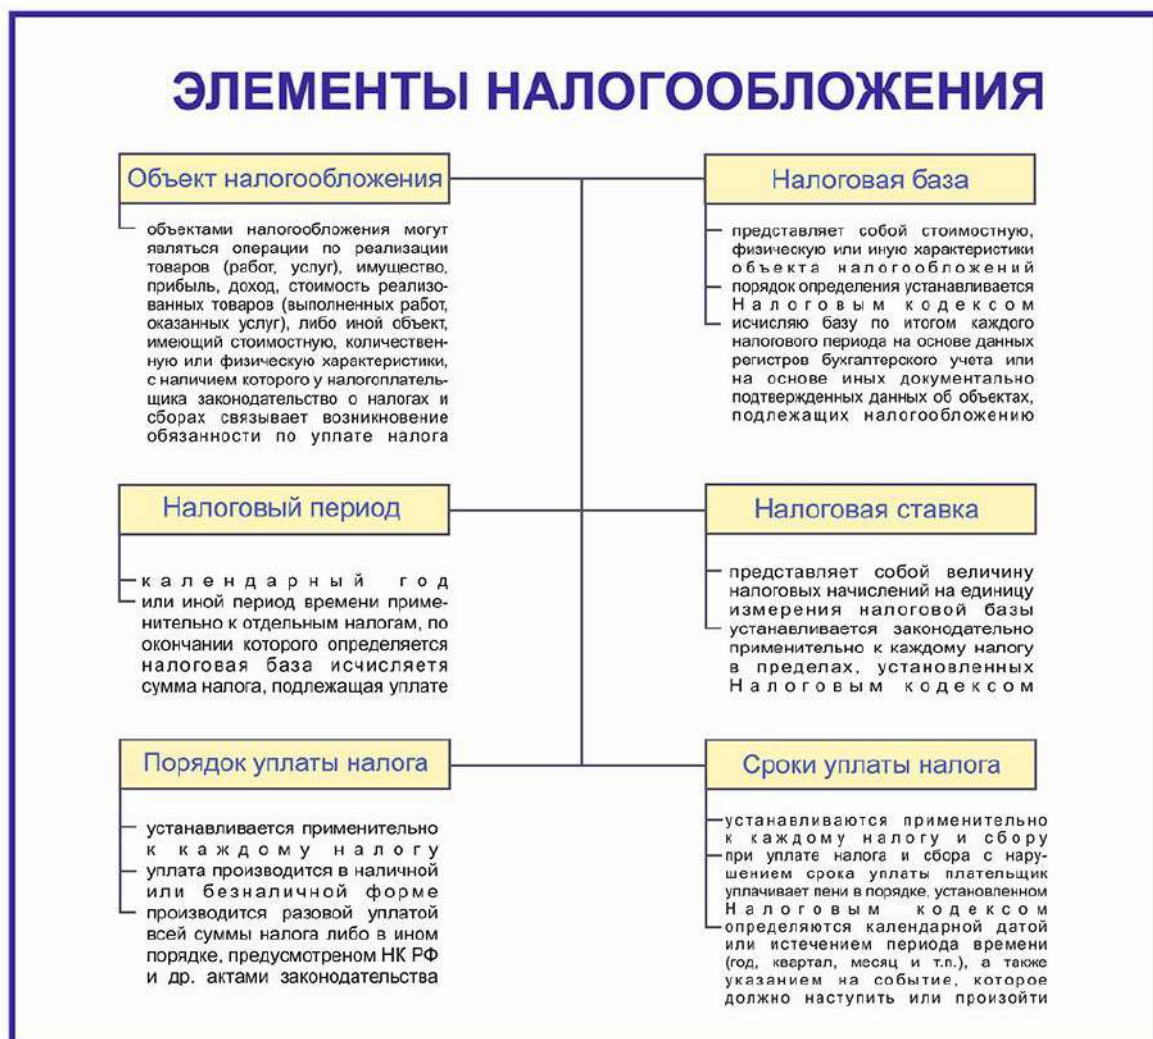 ЭЛЕМЕНТЫ НАЛОГООБЛОЖЕНИЯ
Объект налогообложения
объектами налогообложения могут
являться операции по реализации
товаров (работ, услуг), имущество,
прибыль, доход, стоимость реализо-
ванных товаров (выполненных работ,
оказанных услуг), либо иной объект,
имеющий стоимостную, количествен-
ную или физическую характеристики,
с наличием которого у налогоплатель-
щика законодательство о налогах и
сборах связывает возникновение
обязанности по уплате налога
Налоговая база
представляет собой стоимостную,
физическую или иную характеристики
объекта налогообложений
порядок определения устанавливается
Налоговым кодексом
исчисляю базу по итогом каждого
налогового периода на основе данных
регистров бухгалтерского учета или
на основе иных документально
подтвержденных данных об объектах,
подлежащих налогообложению
Налоговый период
календарный год
или иной период времени приме-
нительно к отдельным налогам, по
окончании которого определяется
налоговая база исчисляетя
сумма налога, подлежащая уплате
Налоговая ставка
представляет собой величину
налоговых начислений на единицу
измерения налоговой базы
устанавливается законодательно
применительно к каждому налогу
в пределах, установленных
Налоговым кодексом
Порядок уплаты налога
устанавливается применительно
к каждому налогу
уплата производится в наличной
или безналичной форме
производится разовой уплатой
всей суммы налога либо в ином
порядке, предусмотреном НК РФ
и др. актами законодательства
Сроки уплаты налога
устанавливаются применительно
к каждому налогу и сбору
при уплате налога и сбора с нару-
шением срока уплаты плательщик
уплачивает пени в порядке, установленном
Налоговым кодексом
определяются календарной датой
или истечением периода времени
(год, квартал, месяц и т.п.), а также
указанием на событие, которое
должно наступить или произойти